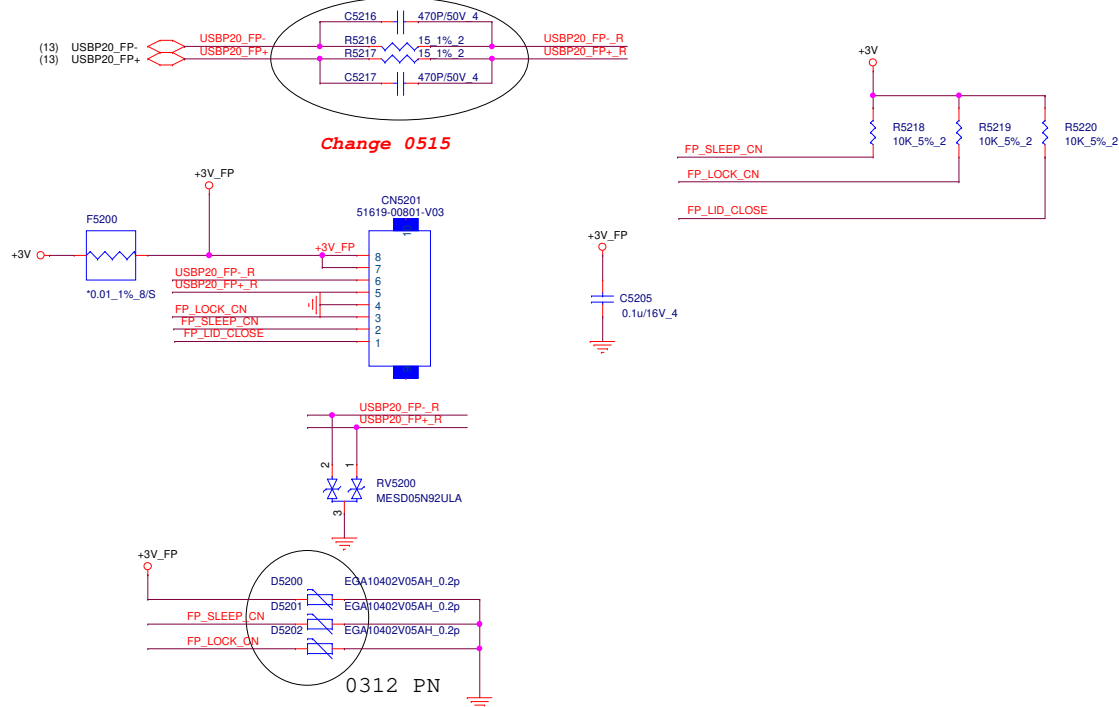 C5216 470P/50V_4
(13) USBP20_FP- USBP20_FP- R5216 15_1%_2 USBP20_FP-_R
(13) USBP20_FP+ USBP20_FP+ R5217 15_1%_2 USBP20_FP+_R
C5217 470P/50V_4
Change 0515
+3V
R5218 R5219 R5220
10K_5%_2 10K_5%_2 10K_5%_2
FP_SLEEP_CN
FP_LOCK_CN
FP_LID_CLOSE
+3V_FP
CN5201
51619-00801-V03
F5200
+3V
*0.01_1%_8/S
+3V_FP 8
7
USBP20_FP-_R 6
USBP20_FP+_R 5
4
FP_LOCK_CN 3
FP_SLEEP_CN 2
FP_LID_CLOSE 1
+3V_FP
C5205
0.1u/16V_4
USBP20_FP-_R
USBP20_FP+_R
2 1
RV5200
MESD05N92ULA
3
+3V_FP
D5200 EGA10402V05AH_0.2p
D5201 EGA10402V05AH_0.2p
FP_SLEEP_CN
D5202 EGA10402V05AH_0.2p
FP_LOCK_CN
0312 PN